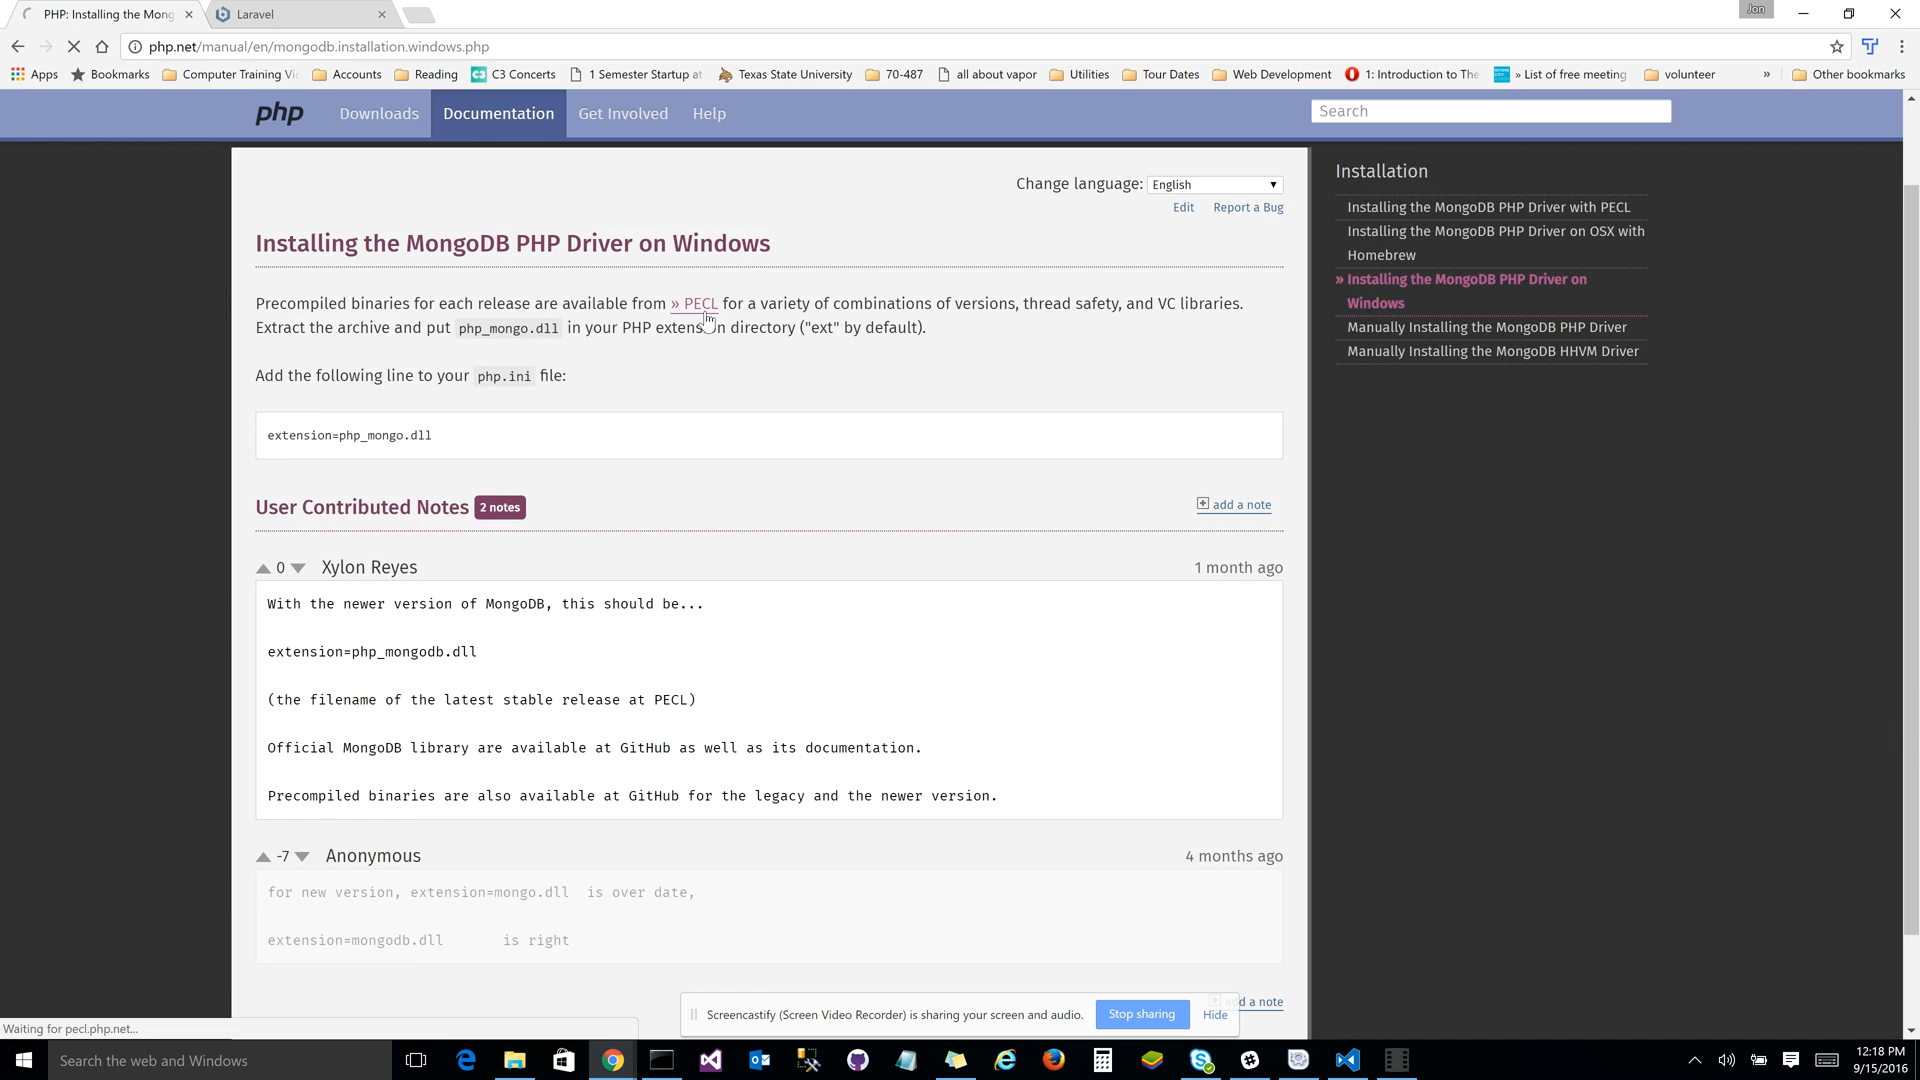 PHP: Installing the Mong
Laravel
Jon
php.net/manual/en/mongodb.installation.windows.php
Apps
Bookmarks
Computer Training Vi
Accounts
Reading
C3 Concerts
1 Semester Startup at
Texas State University
70-487
all about vapor
Utilities
Tour Dates
Web Development
1: Introduction to The
» List of free meeting
volunteer
»
Other bookmarks
php
Downloads
Documentation
Get Involved
Help
Search
Change language: English
Edit Report a Bug
Installing the MongoDB PHP Driver on Windows
Precompiled binaries for each release are available from » PECL for a variety of combinations of versions, thread safety, and VC libraries.
Extract the archive and put php_mongo.dll in your PHP extension directory ("ext" by default).
Add the following line to your php.ini file:
extension=php_mongo.dll
User Contributed Notes 2 notes
add a note
0 Xylon Reyes 1 month ago
With the newer version of MongoDB, this should be...
extension=php_mongodb.dll
(the filename of the latest stable release at PECL)
Official MongoDB library are available at GitHub as well as its documentation.
Precompiled binaries are also available at GitHub for the legacy and the newer version.
-7 Anonymous 4 months ago
for new version, extension=mongo.dll is over date,
extension=mongodb.dll is right
add a note
Installation
Installing the MongoDB PHP Driver with PECL
Installing the MongoDB PHP Driver on OSX with
Homebrew
» Installing the MongoDB PHP Driver on
Windows
Manually Installing the MongoDB PHP Driver
Manually Installing the MongoDB HHVM Driver
Screencastify (Screen Video Recorder) is sharing your screen and audio.
Stop sharing
Hide
Waiting for pecl.php.net...
Search the web and Windows
12:18 PM
9/15/2016